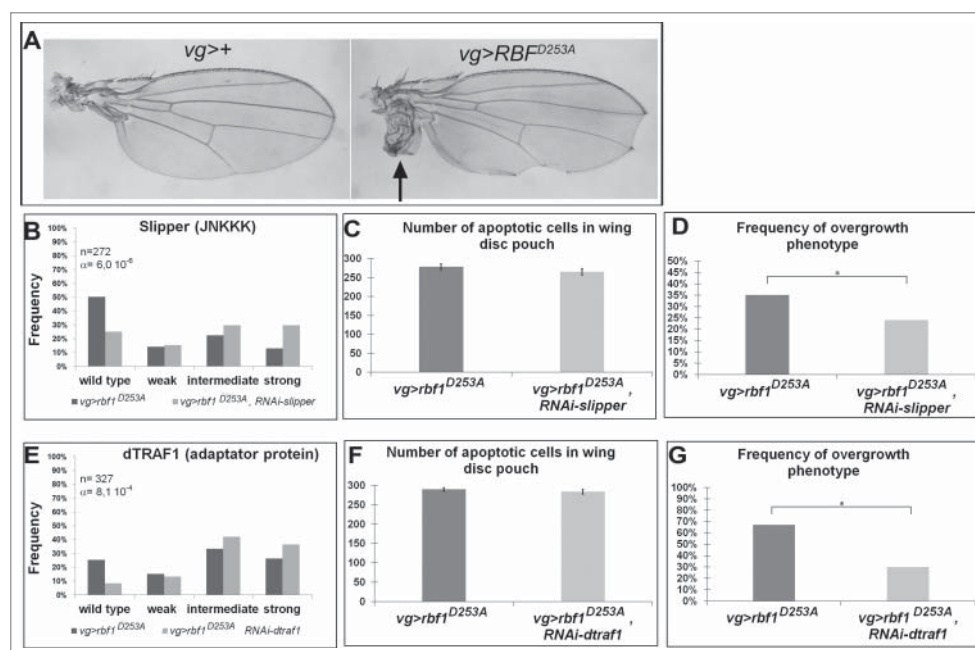 A
vg>+
vg>RBF^D253A
B
Slipper (JNKKK)
100%
90%
80%
70%
60%
50%
40%
30%
20%
10%
0%
Frequency
n=272
α= 6,0 10^-6
wild type weak intermediate strong
vg>rbf1^D253A vg>rbf1^D253A, RNAi-slipper
C
Number of apoptotic cells in wing
disc pouch
300
250
200
150
100
50
0
vg>rbf1^D253A vg>rbf1^D253A,
RNAi-slipper
D
Frequency of overgrowth
phenotype
50%
45%
40%
35%
30%
25%
20%
15%
10%
5%
0%
*
vg>rbf1^D253A vg>rbf1^D253A,
RNAi-slipper
E
dTRAF1 (adaptator protein)
100%
90%
80%
70%
60%
50%
40%
30%
20%
10%
0%
Frequency
n= 327
α= 8,1 10^-4
wild type weak intermediate strong
vg>rbf1^D253A vg>rbf1^D253A RNAi-dtraf1
F
Number of apoptotic cells in wing
disc pouch
300
250
200
150
100
50
0
vg>rbf1^D253A vg>rbf1^D253A,
RNAi-dtraf1
G
Frequency of overgrowth
phenotype
100%
90%
80%
70%
60%
50%
40%
30%
20%
10%
0%
*
vg>rbf1^D253A vg>rbf1^D253A,
RNAi-dtraf1